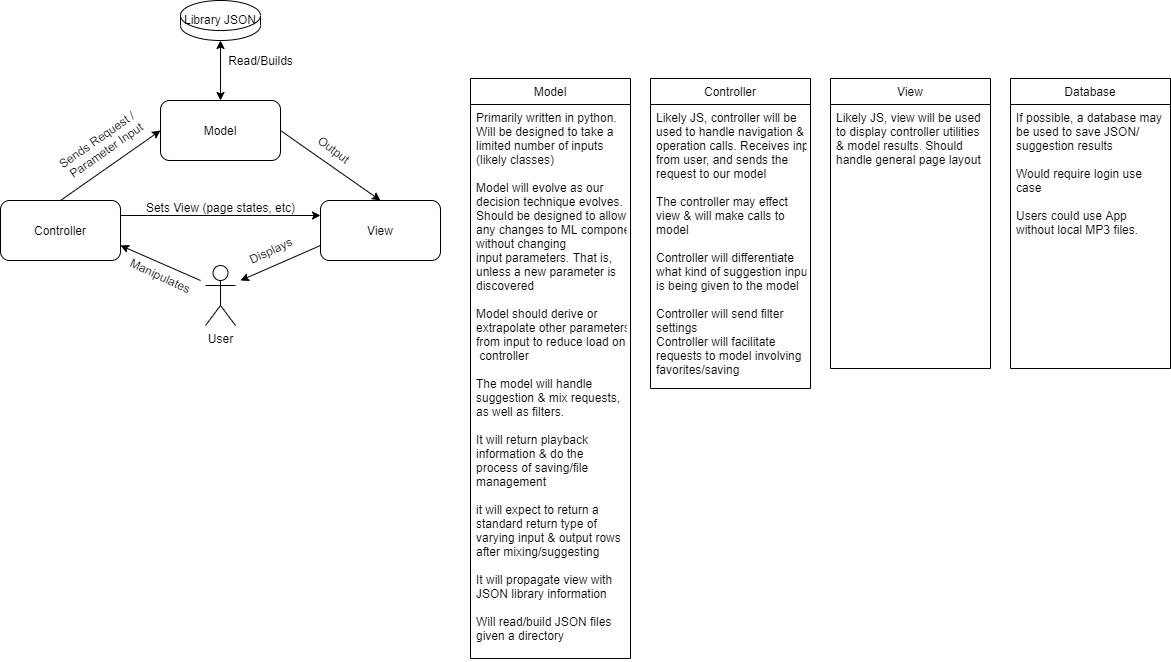 Library JSON
Read/Builds
Model
Sends Request /
Parameter Input
Output
Controller
Sets View (page states, etc)
View
Manipulates
Displays
User
Model
Primarily written in python.
Will be designed to take a
limited number of inputs
(likely classes)
Model will evolve as our
decision technique evolves.
Should be designed to allow
any changes to ML compone
without changing
input parameters. That is,
unless a new parameter is
discovered
Model should derive or
extrapolate other parameters
from input to reduce load on
controller
The model will handle
suggestion & mix requests,
as well as filters.
It will return playback
information & do the
process of saving/file
management
it will expect to return a
standard return type of
varying input & output rows
after mixing/suggesting
It will propagate view with
JSON library information
Will read/build JSON files
given a directory
Controller
Likely JS, controller will be
used to handle navigation &
operation calls. Receives inp
from user, and sends the
request to our model
The controller may effect
view & will make calls to
model
Controller will differentiate
what kind of suggestion inpu
is being given to the model
Controller will send filter
settings
Controller will facilitate
requests to model involving
favorites/saving
View
Likely JS, view will be used
to display controller utilities
& model results. Should
handle general page layout
Database
If possible, a database may
be used to save JSON/
suggestion results
Would require login use
case
Users could use App
without local MP3 files.